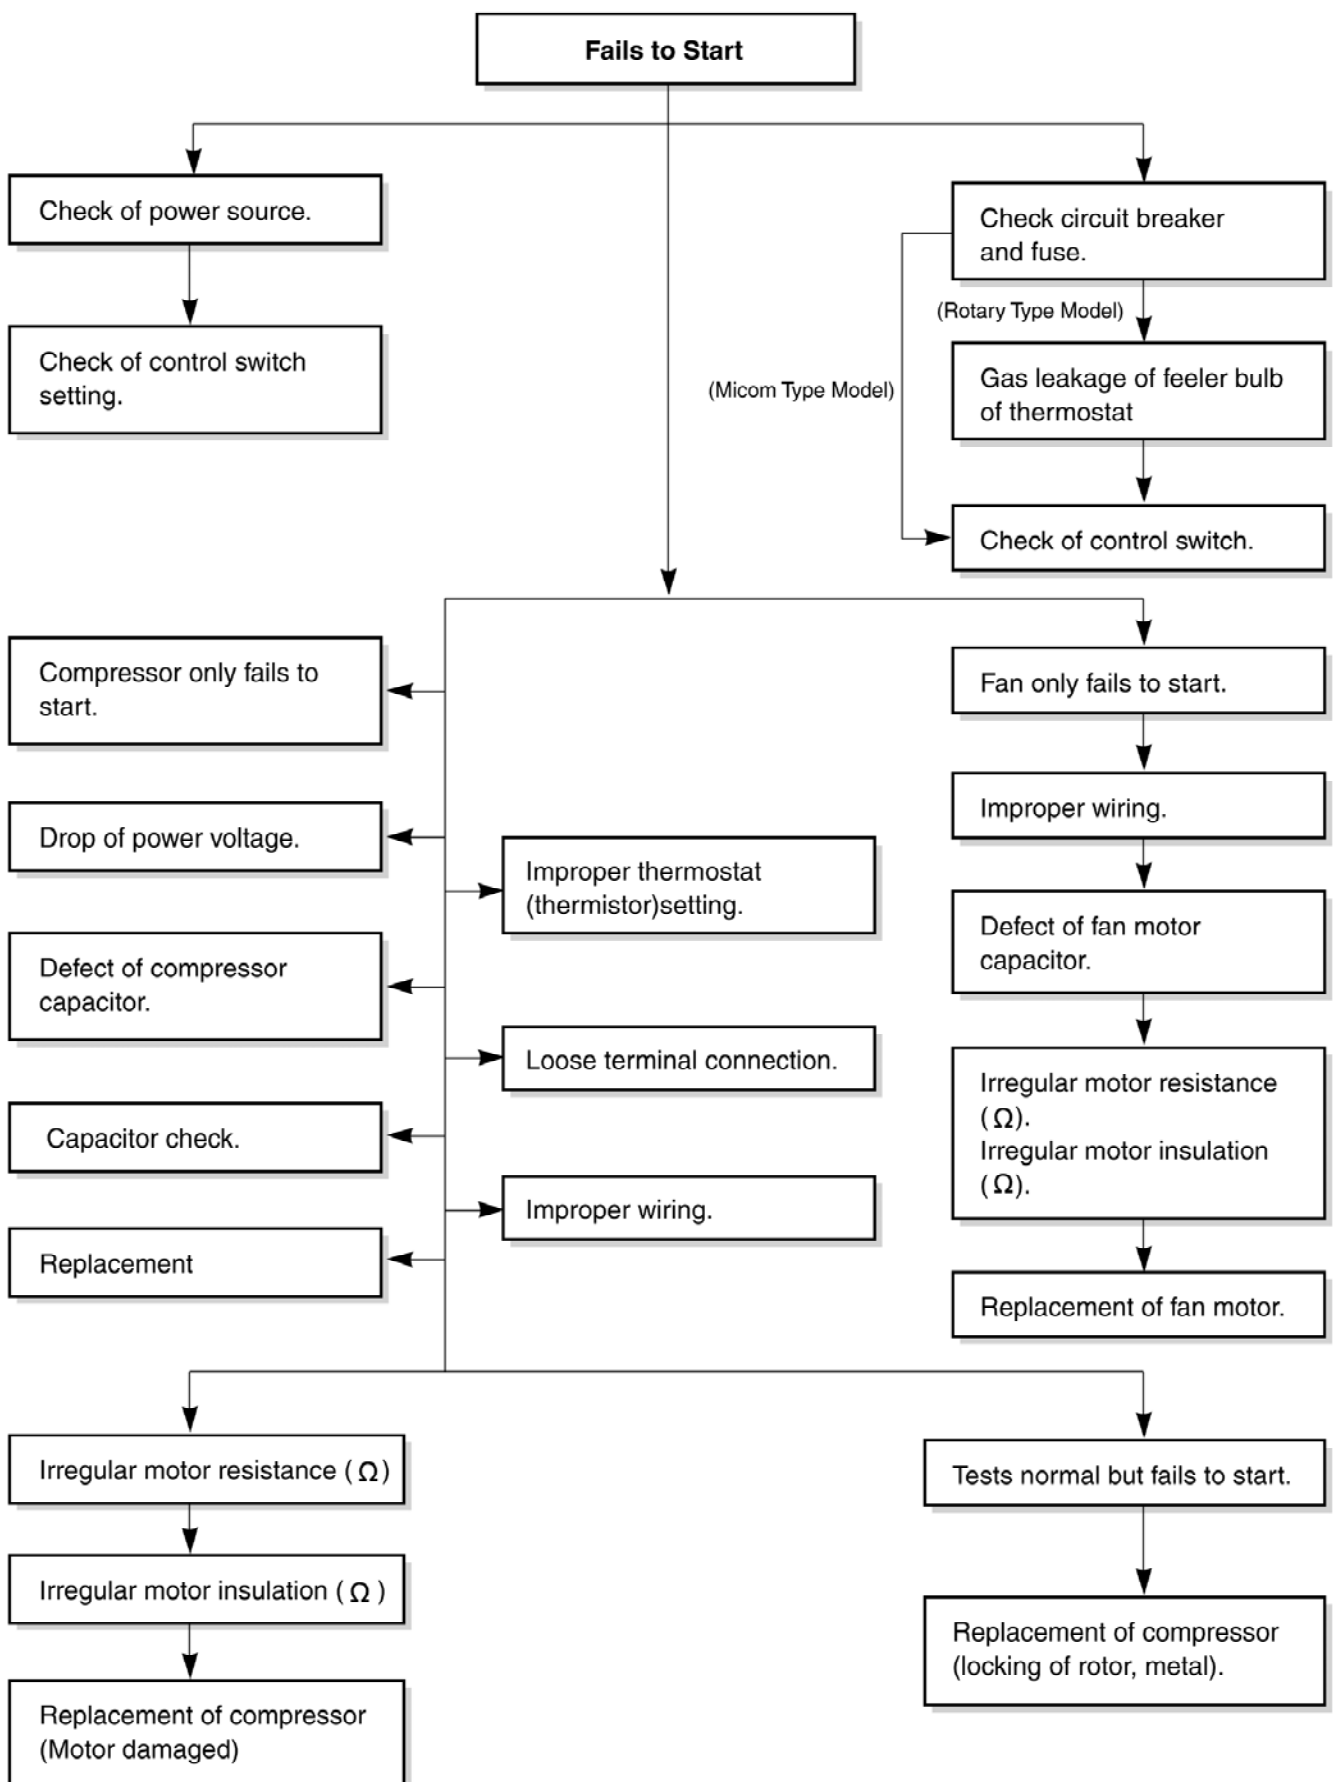 Fails to Start
Check of power source.
Check of control switch
setting.
Check circuit breaker
and fuse.
(Rotary Type Model)
(Micom Type Model)
Gas leakage of feeler bulb
of thermostat
Check of control switch.
Compressor only fails to
start.
Drop of power voltage.
Defect of compressor
capacitor.
Capacitor check.
Replacement
Improper thermostat
(thermistor)setting.
Loose terminal connection.
Improper wiring.
Fan only fails to start.
Improper wiring.
Defect of fan motor
capacitor.
Irregular motor resistance
(Ω).
Irregular motor insulation
(Ω).
Replacement of fan motor.
Irregular motor resistance (Ω)
Irregular motor insulation (Ω )
Replacement of compressor
(Motor damaged)
Tests normal but fails to start.
Replacement of compressor
(locking of rotor, metal).